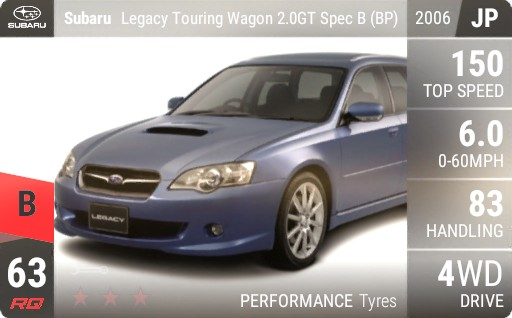 SUBARU
Subaru Legacy Touring Wagon 2.0GT Spec B (BP)
2006 JP
150
TOP SPEED
6.0
0-60MPH
83
HANDLING
4WD
DRIVE
B
63
RQ
LEGACY
PERFORMANCE Tyres